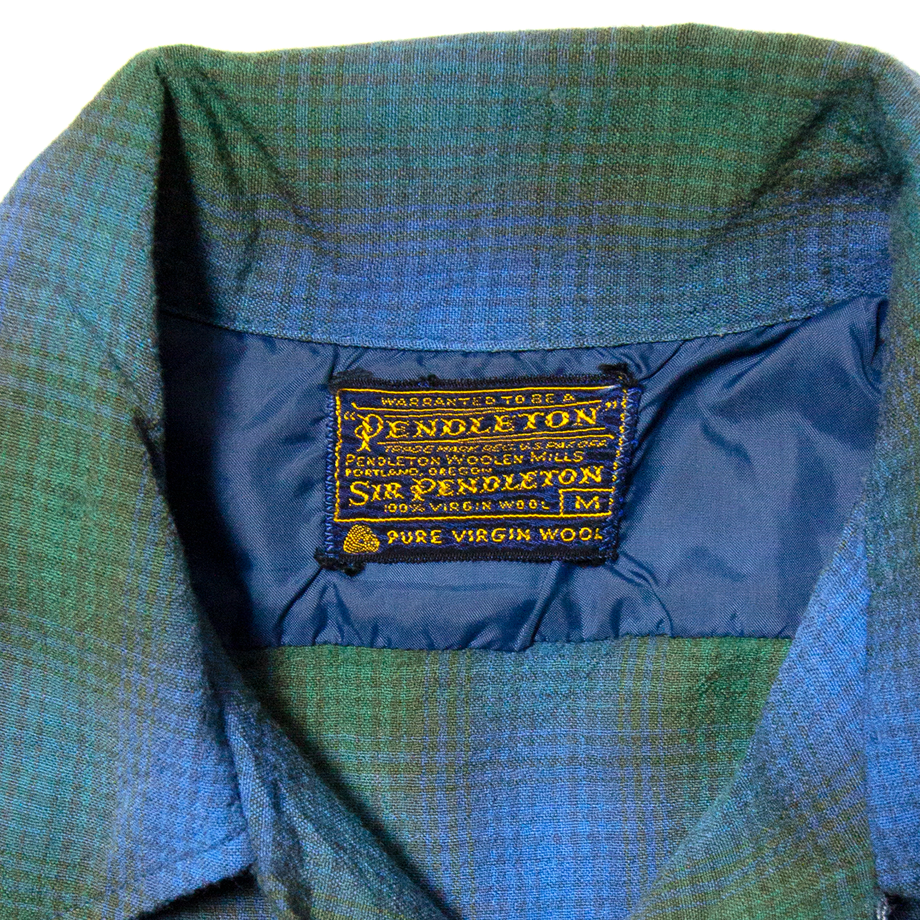 WARRANTED TO BE A
"PENDLETON"
TRADE MARK REG. U.S. PAT. OFF.
PENDLETON WOOLEN MILLS
PORTLAND, OREGON
SIR PENDLETON
100% VIRGIN WOOL M
PURE VIRGIN WOOL